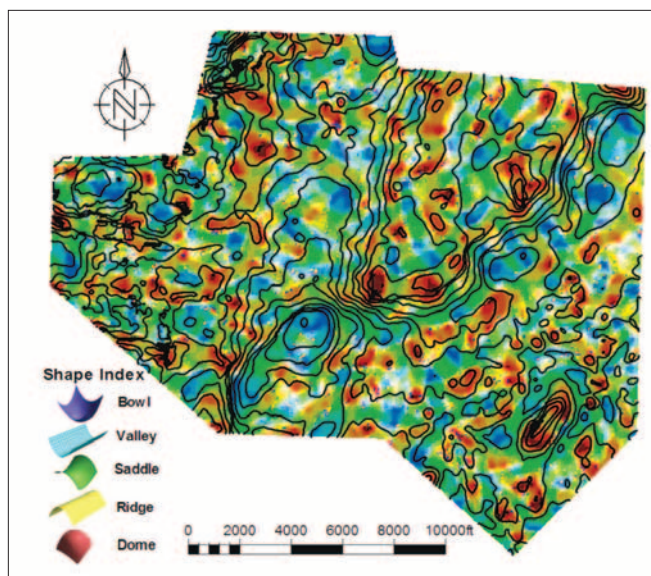 N
Shape Index
Bowl
Valley
Saddle
Ridge
Dome
0 2000 4000 6000 8000 10000ft